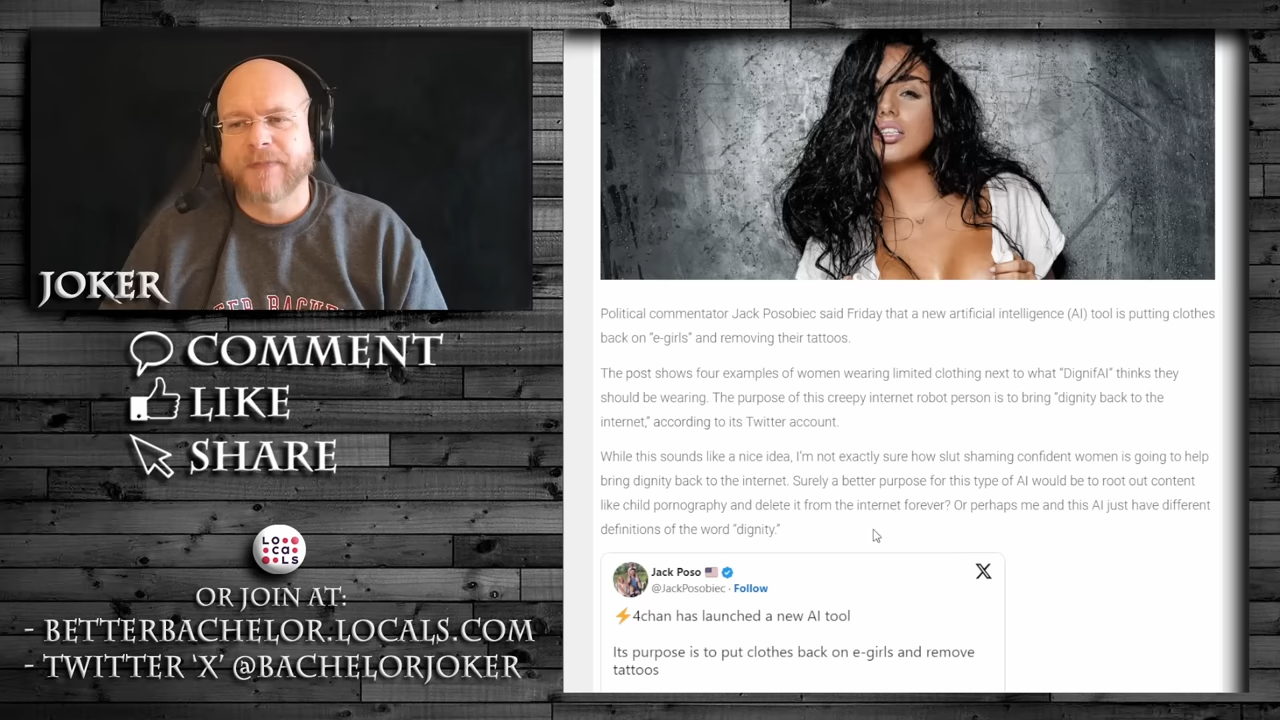 JOKER
COMMENT
LIKE
SHARE
LOCALS
OR JOIN AT:
- BETTERBACHELOR.LOCALS.COM
- TWITTER 'X' @BACHELORJOKER
Political commentator Jack Posobiec said Friday that a new artificial intelligence (AI) tool is putting clothes
back on “e-girls” and removing their tattoos.
The post shows four examples of women wearing limited clothing next to what “DignifAI” thinks they
should be wearing. The purpose of this creepy internet robot person is to bring “dignity back to the
internet,” according to its Twitter account.
While this sounds like a nice idea, I'm not exactly sure how slut shaming confident women is going to help
bring dignity back to the internet. Surely a better purpose for this type of AI would be to root out content
like child pornography and delete it from the internet forever? Or perhaps me and this AI just have different
definitions of the word “dignity.”
Jack Poso
@JackPosobiec · Follow
⚡4chan has launched a new AI tool
Its purpose is to put clothes back on e-girls and remove
tattoos